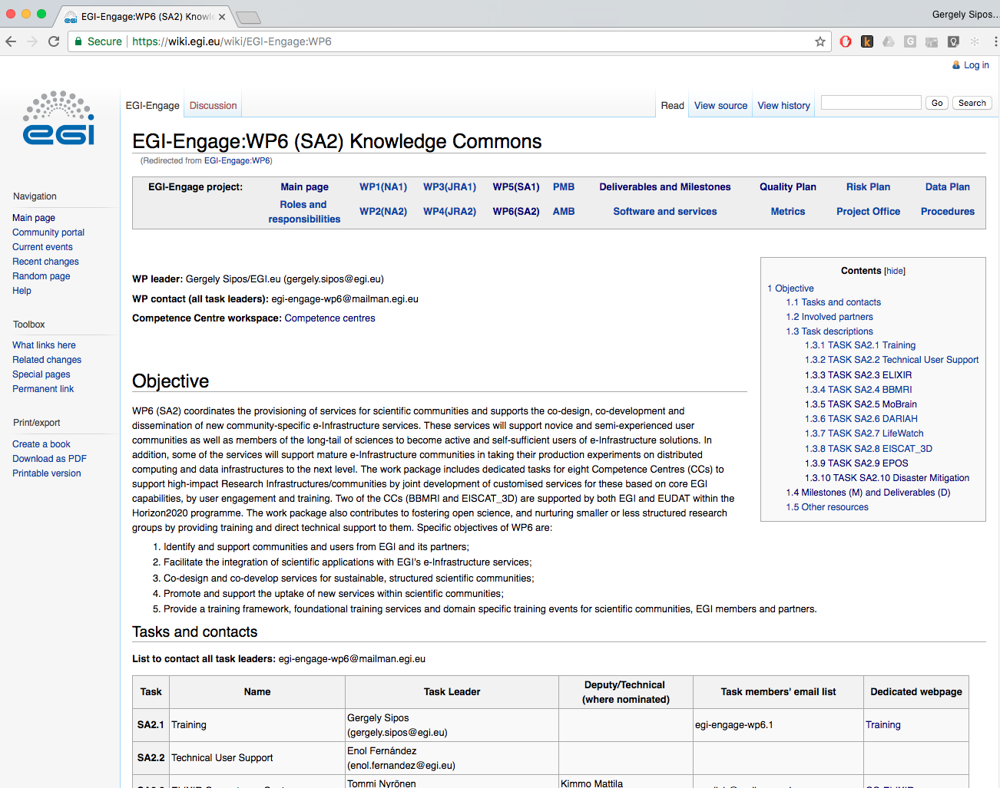 EGI-Engage:WP6 (SA2) Know
Gergely Sipos...
Secure
https://wiki.egi.eu/wiki/EGI-Engage:WP6
Log in
egi
EGI-Engage
Discussion
Read
View source
View history
Go
Search
EGI-Engage:WP6 (SA2) Knowledge Commons
(Redirected from EGI-Engage:WP6)
EGI-Engage project: Main page WP1(NA1) WP3(JRA1) WP5(SA1) PMB Deliverables and Milestones Quality Plan Risk Plan Data Plan
Roles and
responsibilities WP2(NA2) WP4(JRA2) WP6(SA2) AMB Software and services Metrics Project Office Procedures
Navigation
Main page
Community portal
Current events
Recent changes
Random page
Help
Toolbox
What links here
Related changes
Special pages
Permanent link
Print/export
Create a book
Download as PDF
Printable version
WP leader: Gergely Sipos/EGI.eu (gergely.sipos@egi.eu)
WP contact (all task leaders): egi-engage-wp6@mailman.egi.eu
Competence Centre workspace: Competence centres
Contents [hide]
1 Objective
1.1 Tasks and contacts
1.2 Involved partners
1.3 Task descriptions
1.3.1 TASK SA2.1 Training
1.3.2 TASK SA2.2 Technical User Support
1.3.3 TASK SA2.3 ELIXIR
1.3.4 TASK SA2.4 BBMRI
1.3.5 TASK SA2.5 MoBrain
1.3.6 TASK SA2.6 DARIAH
1.3.7 TASK SA2.7 LifeWatch
1.3.8 TASK SA2.8 EISCAT_3D
1.3.9 TASK SA2.9 EPOS
1.3.10 TASK SA2.10 Disaster Mitigation
1.4 Milestones (M) and Deliverables (D)
1.5 Other resources
Objective
WP6 (SA2) coordinates the provisioning of services for scientific communities and supports the co-design, co-development and
dissemination of new community-specific e-Infrastructure services. These services will support novice and semi-experienced user
communities as well as members of the long-tail of sciences to become active and self-sufficient users of e-Infrastructure solutions. In
addition, some of the services will support mature e-Infrastructure communities in taking their production experiments on distributed
computing and data infrastructures to the next level. The work package includes dedicated tasks for eight Competence Centres (CCs) to
support high-impact Research Infrastructures/communities by joint development of customised services for these based on core EGI
capabilities, by user engagement and training. Two of the CCs (BBMRI and EISCAT_3D) are supported by both EGI and EUDAT within the
Horizon2020 programme. The work package also contributes to fostering open science, and nurturing smaller or less structured research
groups by providing training and direct technical support to them. Specific objectives of WP6 are:
1. Identify and support communities and users from EGI and its partners;
2. Facilitate the integration of scientific applications with EGI's e-Infrastructure services;
3. Co-design and co-develop services for sustainable, structured scientific communities;
4. Promote and support the uptake of new services within scientific communities;
5. Provide a training framework, foundational training services and domain specific training events for scientific communities, EGI members and partners.
Tasks and contacts
List to contact all task leaders: egi-engage-wp6@mailman.egi.eu
Task Name Task Leader Deputy/Technical
(where nominated) Task members' email list Dedicated webpage
SA2.1 Training Gergely Sipos
(gergely.sipos@egi.eu) egi-engage-wp6.1 Training
SA2.2 Technical User Support Enol Fernández
(enol.fernandez@egi.eu)
Tommi Nyrönen Kimmo Mattila